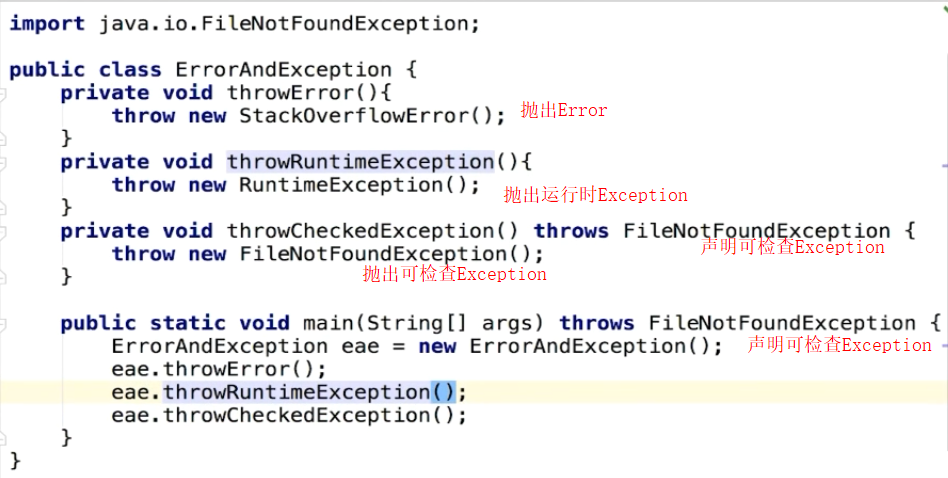 import java.io.FileNotFoundException;
public class ErrorAndException {
private void throwError(){
throw new StackOverflowError(); 抛出Error
}
private void throwRuntimeException(){
throw new RuntimeException(); 抛出运行时Exception
}
private void throwCheckedException() throws FileNotFoundException {
声明可检查Exception
throw new FileNotFoundException();
抛出可检查Exception
}
public static void main(String[] args) throws FileNotFoundException {
ErrorAndException eae = new ErrorAndException(); 声明可检查Exception
eae.throwError();
eae.throwRuntimeException();
eae.throwCheckedException();
}
}